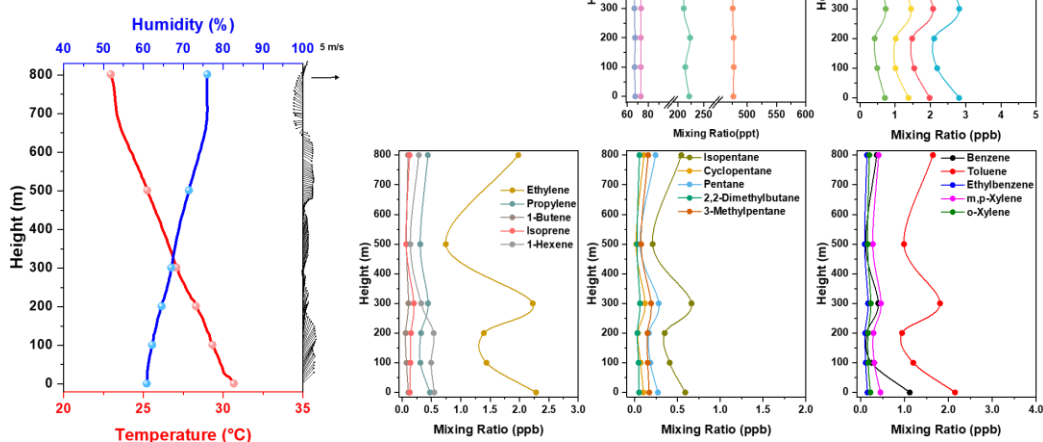 Humidity (%)
40 50 60 70 80 90 100
5 m/s
800
700
600
500
400
300
200
100
0
Height (m)
20 25 30 35
Temperature (°C)
300
200
100
0
60 80 200 250 500 550 600
Mixing Ratio(ppt)
300
200
100
0
0 1 2 3 4 5
Mixing Ratio (ppb)
800
700
600
500
400
300
200
100
0
Height (m)
Ethylene
Propylene
1-Butene
Isoprene
1-Hexene
0.0 1.0 2.0 3.0
Mixing Ratio (ppb)
800
700
600
500
400
300
200
100
0
Height (m)
Isopentane
Cyclopentane
Pentane
2,2-Dimethylbutane
3-Methylpentane
0.0 0.5 1.0 1.5 2.0
Mixing Ratio (ppb)
800
700
600
500
400
300
200
100
0
Height (m)
Benzene
Toluene
Ethylbenzene
m,p-Xylene
o-Xylene
0.0 1.0 2.0 3.0 4.0
Mixing Ratio (ppb)